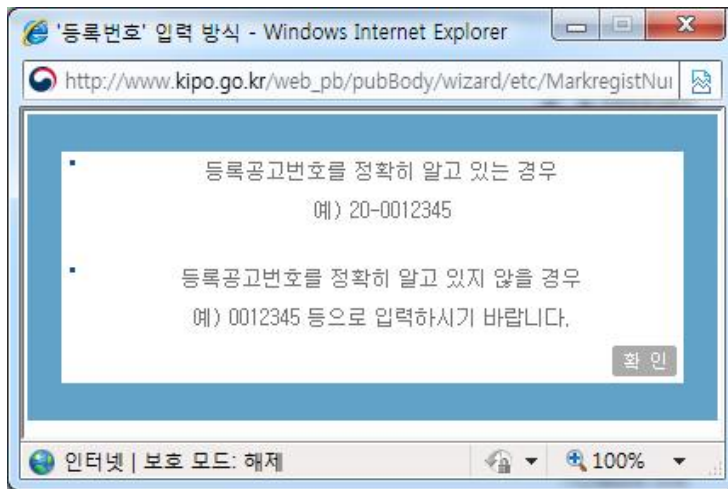 '등록번호' 입력 방식 - Windows Internet Explorer
http://www.kipo.go.kr/web_pb/pubBody/wizard/etc/MarkregistNu
등록공고번호를 정확히 알고 있는 경우
예) 20-0012345
등록공고번호를 정확히 알고 있지 않을 경우
예) 0012345 등으로 입력하시기 바랍니다.
확 인
인터넷 | 보호 모드: 해제
100%